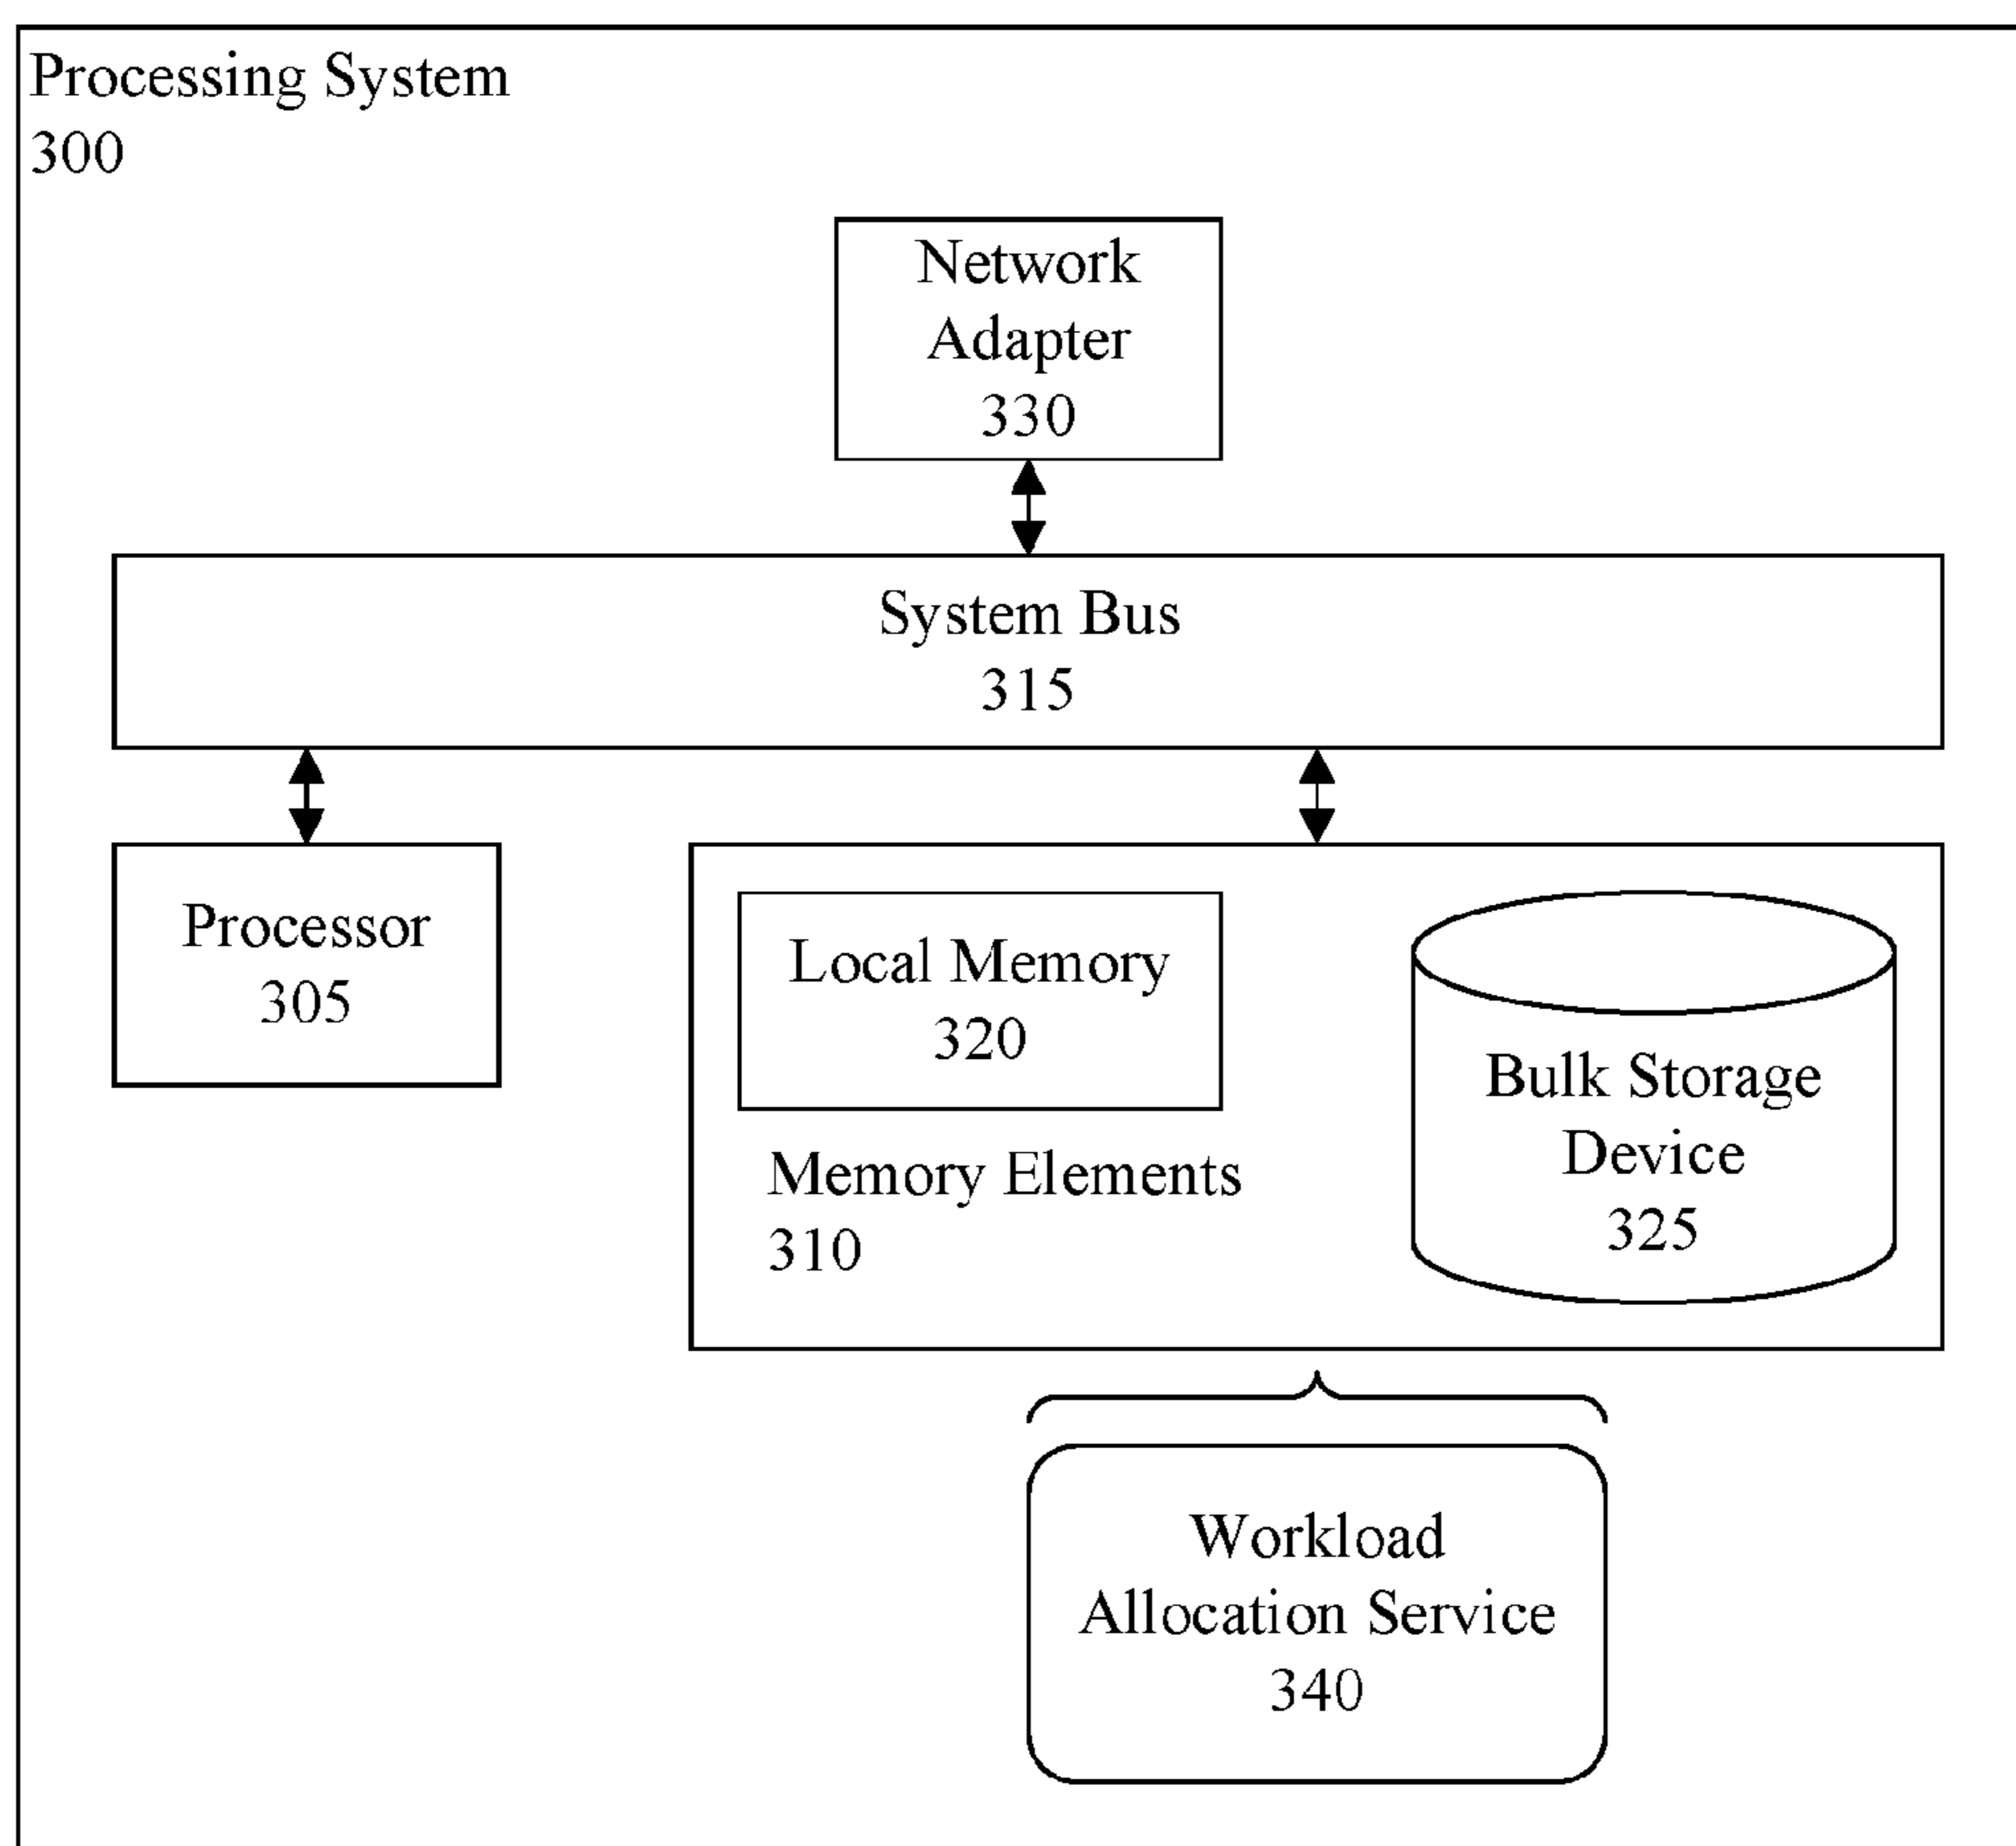 Processing System
300
Network
Adapter
330
System Bus
315
Processor
305
Local Memory
320
Memory Elements
310
Bulk Storage
Device
325
Workload
Allocation Service
340